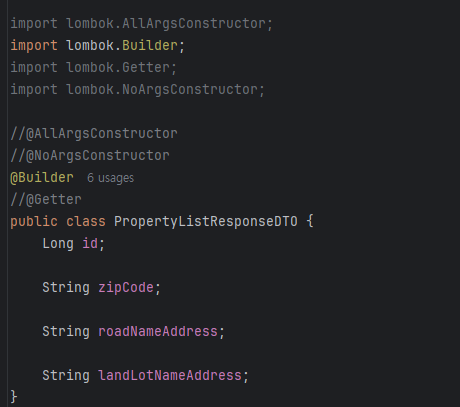 import lombok.AllArgsConstructor;
import lombok.Builder;
import lombok.Getter;
import lombok.NoArgsConstructor;
//@AllArgsConstructor
//@NoArgsConstructor
@Builder 6 usages
//@Getter
public class PropertyListResponseDTO {
Long id;
String zipCode;
String roadNameAddress;
String landLotNameAddress;
}